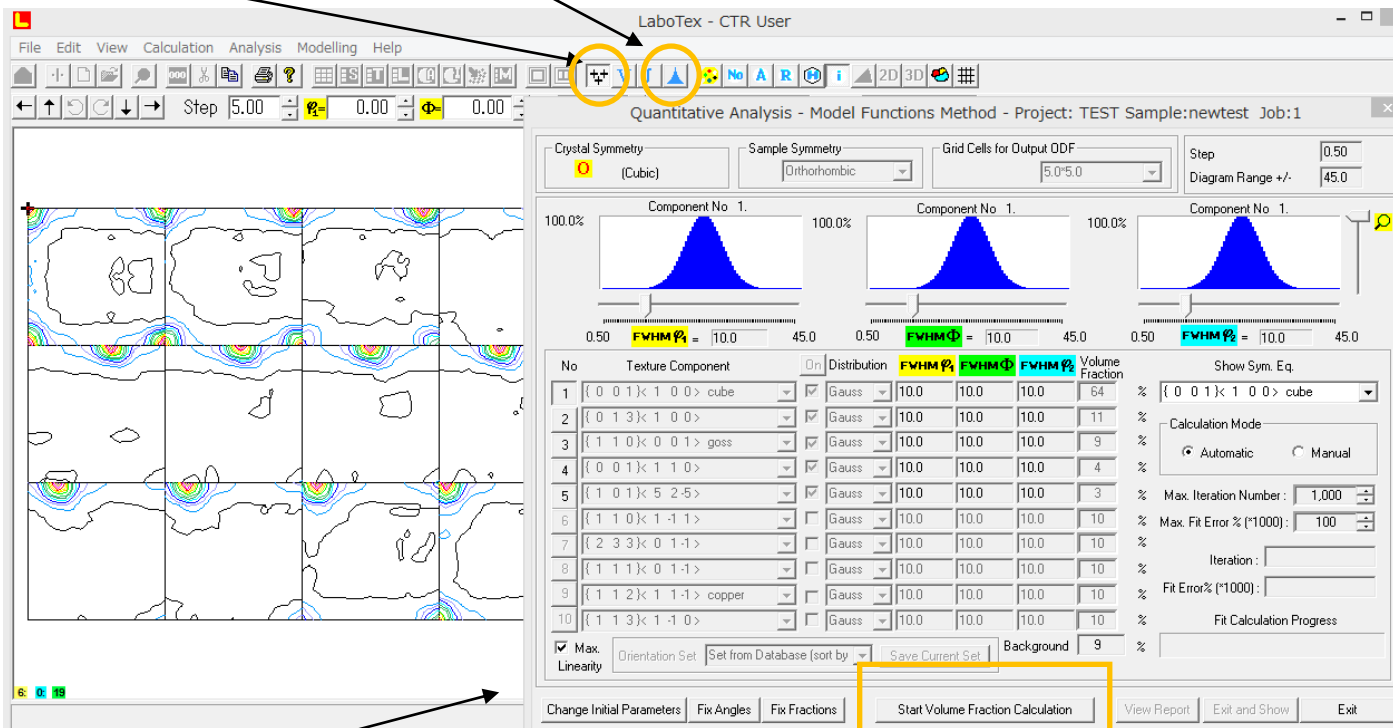 LaboTex - CTR User
File Edit View Calculation Analysis Modelling Help
No A R H i 2D 3D
Step 5.00 φ1= 0.00 Φ= 0.00
Quantitative Analysis - Model Functions Method - Project: TEST Sample:newtest Job:1
Crystal Symmetry Sample Symmetry Grid Cells for Output ODF
O (Cubic) Orthorhombic 5.0*5.0
Step 0.50
Diagram Range +/- 45.0
Component No 1. Component No 1. Component No 1.
100.0% 100.0% 100.0%
0.50 FWHM φ1 = 10.0 45.0 0.50 FWHM Φ = 10.0 45.0 0.50 FWHM φ2 = 10.0 45.0
No Texture Component On Distribution FWHM φ1 FWHM Φ FWHM φ2 Volume Fraction
1 { 0 0 1}< 1 0 0> cube Gauss 10.0 10.0 10.0 64 %
2 { 0 1 3}< 1 0 0> Gauss 10.0 10.0 10.0 11 %
3 { 1 1 0}< 0 0 1> goss Gauss 10.0 10.0 10.0 9 %
4 { 0 0 1}< 1 1 0> Gauss 10.0 10.0 10.0 4 %
5 { 1 0 1}< 5 2-5> Gauss 10.0 10.0 10.0 3 %
6 { 1 1 0}< 1 -1 1> Gauss 10.0 10.0 10.0 10 %
7 { 2 3 3}< 0 1-1> Gauss 10.0 10.0 10.0 10 %
8 { 1 1 1}< 0 1-1> Gauss 10.0 10.0 10.0 10 %
9 { 1 1 2}< 1 1-1> copper Gauss 10.0 10.0 10.0 10 %
10 { 1 1 3}< 1 -1 0> Gauss 10.0 10.0 10.0 10 %
Show Sym. Eq.
{ 0 0 1}< 1 0 0> cube
Calculation Mode
Automatic Manual
Max. Iteration Number : 1,000
Max. Fit Error % (*1000) : 100
Iteration :
Fit Error% (*1000) :
Fit Calculation Progress
Max. Linearity Orientation Set Set from Database (sort by Save Current Set Background 9 %
6: 0: 19
Change Initial Parameters Fix Angles Fix Fractions Start Volume Fraction Calculation View Report Exit and Show Exit